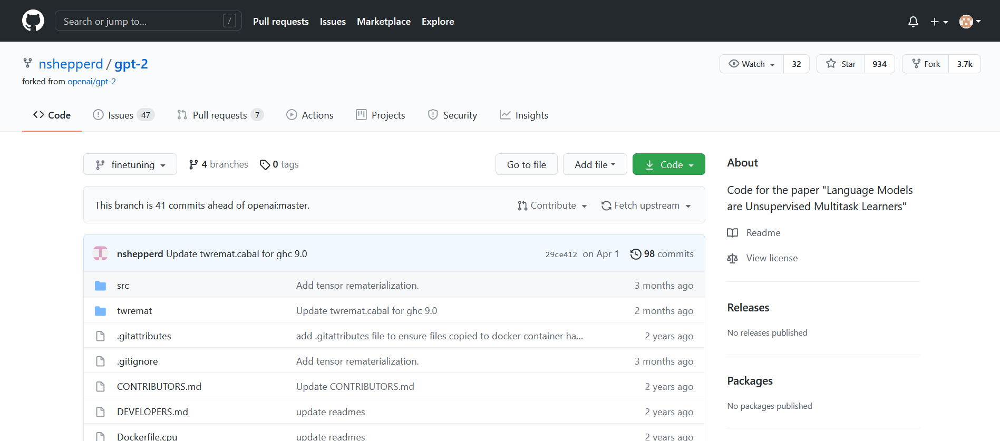 Search or jump to... / Pull requests Issues Marketplace Explore
nshepperd / gpt-2 Watch 32 Star 934 Fork 3.7k
forked from openai/gpt-2
Code Issues 47 Pull requests 7 Actions Projects Security Insights
finetuning 4 branches 0 tags Go to file Add file Code
This branch is 41 commits ahead of openai:master. Contribute Fetch upstream
nshepperd Update twremat.cabal for ghc 9.0 29ce412 on Apr 1 98 commits
src Add tensor rematerialization. 3 months ago
twremat Update twremat.cabal for ghc 9.0 2 months ago
.gitattributes add .gitattributes file to ensure files copied to docker container ha... 2 years ago
.gitignore Add tensor rematerialization. 3 months ago
CONTRIBUTORS.md Update CONTRIBUTORS.md 2 years ago
DEVELOPERS.md update readmes 2 years ago
Dockerfile.cpu update readmes 2 years ago
About
Code for the paper "Language Models
are Unsupervised Multitask Learners"
Readme
View license
Releases
No releases published
Packages
No packages published